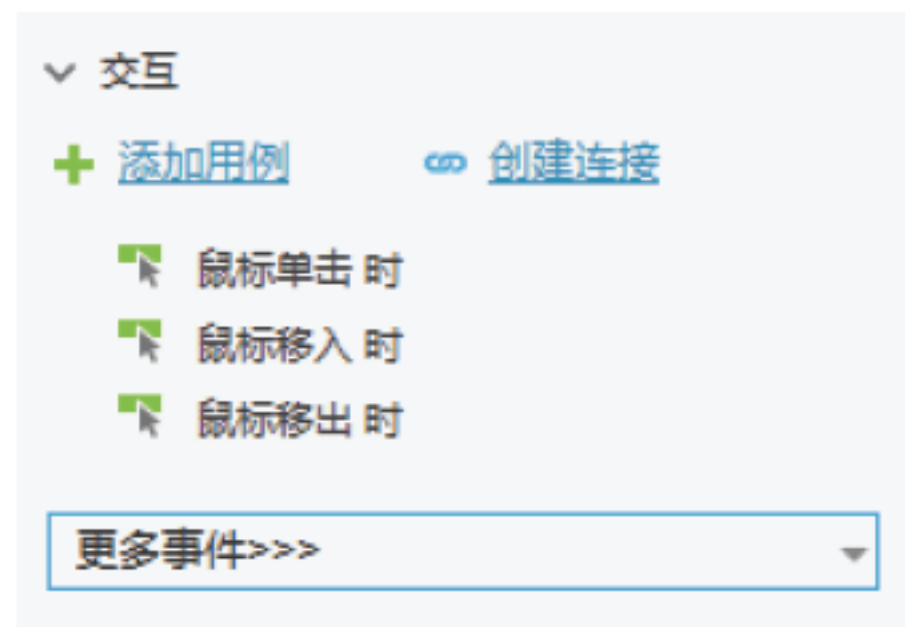 交互
添加用例 创建连接
鼠标单击 时
鼠标移入 时
鼠标移出 时
更多事件>>>